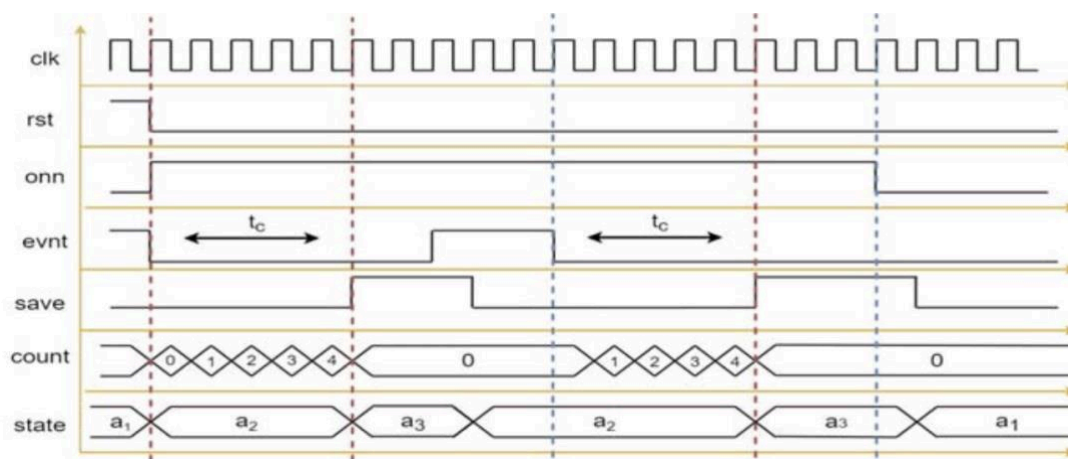 clk
rst
onn
evnt tc tc
save
count 0 1 2 3 4 0 1 2 3 4 0
state a1 a2 a3 a2 a3 a1